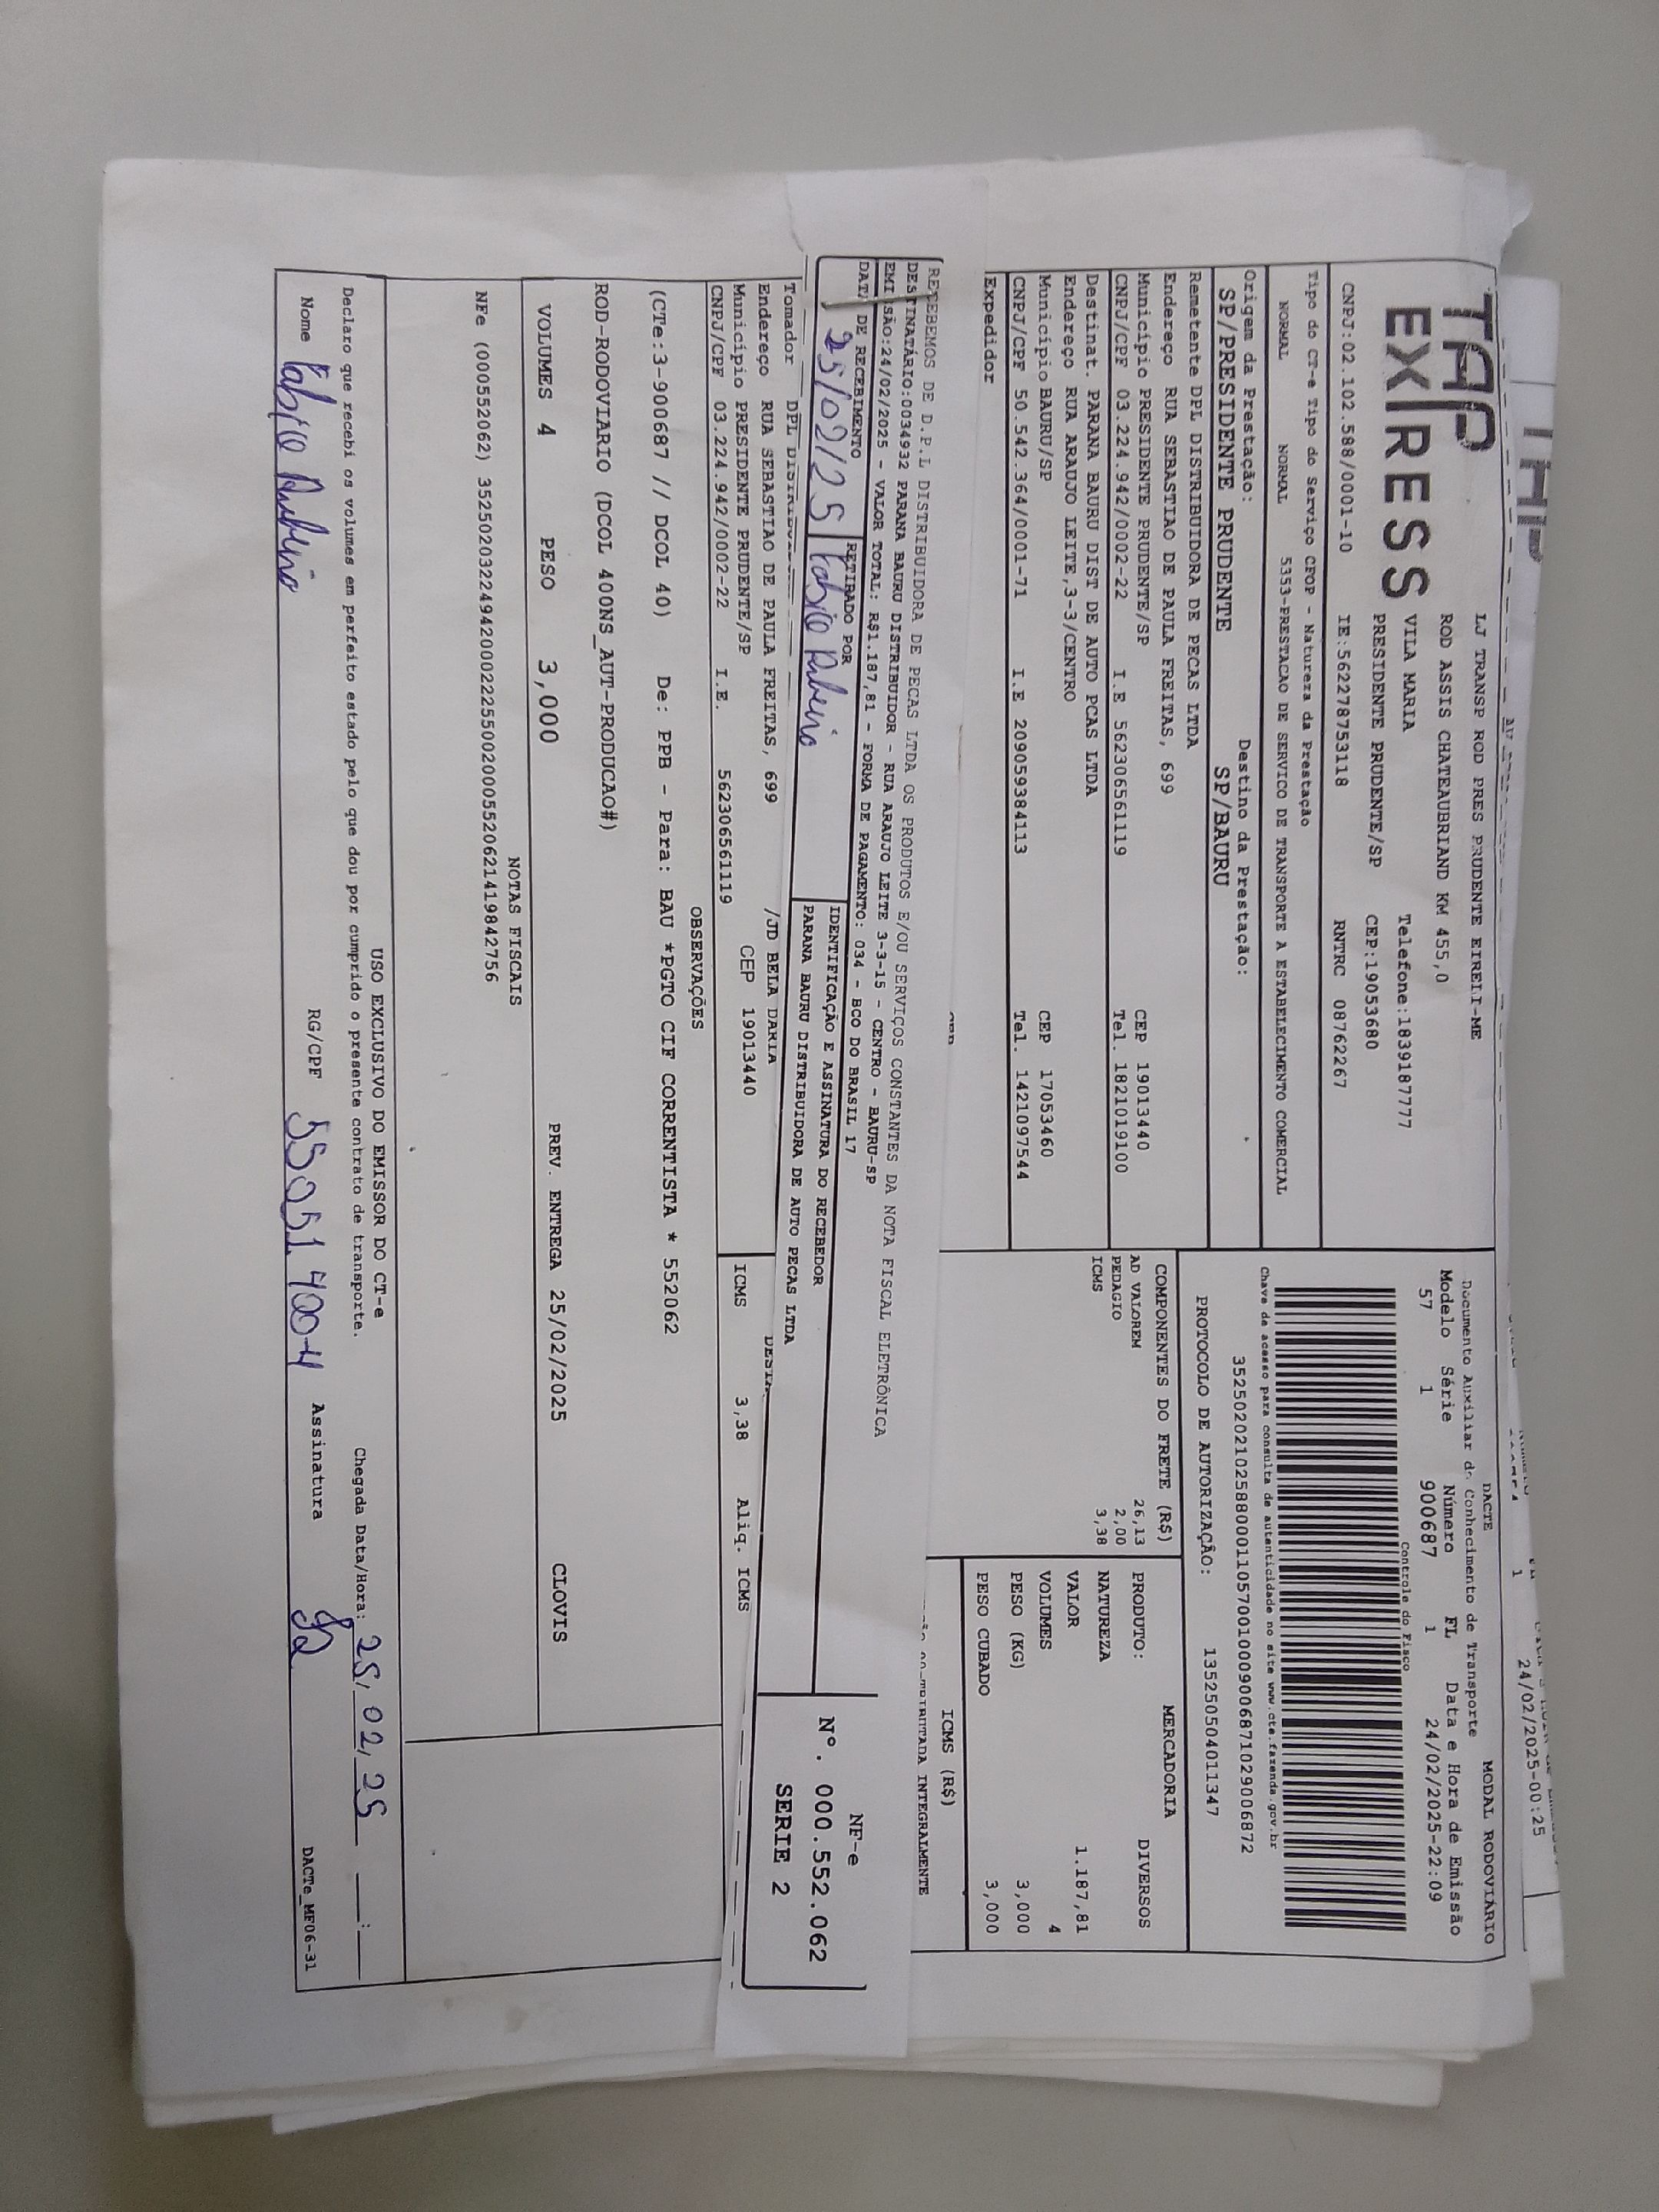 TAP
EXPRESS
LJ TRANSP ROD PRES PRUDENTE EIRELI-ME
ROD ASSIS CHATEAUBRIAND KM 455,0
VILA MARIA Telefone:1839187777
PRESIDENTE PRUDENTE/SP CEP:19053680
CNPJ:02.102.588/0001-10 IE:562278753118 RNTRC 08762267
Tipo do CT-e Tipo do Serviço CFOP - Natureza da Prestação
NORMAL NORMAL 5353-PRESTACAO DE SERVICO DE TRANSPORTE A ESTABELECIMENTO COMERCIAL
Origem da Prestação: Destino da Prestação:
SP/PRESIDENTE PRUDENTE SP/BAURU
Remetente DPL DISTRIBUIDORA DE PECAS LTDA
Endereço RUA SEBASTIAO DE PAULA FREITAS, 699
Município PRESIDENTE PRUDENTE/SP CEP 19013440
CNPJ/CPF 03.224.942/0002-22 I.E 562306561119 Tel. 1821019100
Destinat. PARANA BAURU DIST DE AUTO PCAS LTDA
Endereço RUA ARAUJO LEITE,3-3/CENTRO
Município BAURU/SP CEP 17053460
CNPJ/CPF 50.542.364/0001-71 I.E 209059384113 Tel. 1421097544
Expedidor
24/02/2025-00:25
DACTE MODAL RODOVIÁRIO
Documento Auxiliar de Conhecimento de Transporte
Modelo Série Número FL Data e Hora de Emissão
57 1 900687 1 24/02/2025-22:09
Controle do Fisco
Chave de acesso para consulta de autenticidade no site www.cte.fazenda.gov.br
35250202102588000110570010009006871029006872
PROTOCOLO DE AUTORIZAÇÃO: 135250504011347
COMPONENTES DO FRETE (R$)
AD VALOREM 26,13
PEDAGIO 2,00
ICMS 3,38
MERCADORIA
PRODUTO: DIVERSOS
NATUREZA
VALOR 1.187,81
VOLUMES 4
PESO (KG) 3,000
PESO CUBADO 3,000
ICMS (R$)
TRIBUTADA INTEGRALMENTE
RECEBEMOS DE D.P.L DISTRIBUIDORA DE PECAS LTDA OS PRODUTOS E/OU SERVIÇOS CONSTANTES DA NOTA FISCAL ELETRÔNICA
DESTINATÁRIO:0034932 PARANA BAURU DISTRIBUIDOR - RUA ARAUJO LEITE 3-3-15 - CENTRO - BAURU-SP
EMISSÃO:24/02/2025 - VALOR TOTAL: R$1.187,81 - FORMA DE PAGAMENTO: 034 - BCO DO BRASIL 17
DATA DE RECEBIMENTO RETIRADO POR IDENTIFICAÇÃO E ASSINATURA DO RECEBEDOR
25/02/25 PARANA BAURU DISTRIBUIDORA DE AUTO PECAS LTDA
NF-e
Nº. 000.552.062
SERIE 2
Tomador DPL
Endereço RUA SEBASTIAO DE PAULA FREITAS, 699 /JD BELA DARIA
Município PRESIDENTE PRUDENTE/SP CEP 19013440
CNPJ/CPF 03.224.942/0002-22 I.E. 562306561119
ICMS 3,38 Aliq. ICMS
OBSERVAÇÕES
(CTe:3-900687 // DCOL 40) De: PPB - Para: BAU *PGTO CIF CORRENTISTA * 552062
ROD-RODOVIARIO (DCOL 400NS_AUT-PRODUCAO#)
VOLUMES 4 PESO 3,000 PREV. ENTREGA 25/02/2025 CLOVIS
NOTAS FISCAIS
NFe (000552062) 35250203224942000222550020005520621419842756
USO EXCLUSIVO DO EMISSOR DO CT-e
Declaro que recebi os volumes em perfeito estado pelo que dou por cumprido o presente contrato de transporte. Chegada Data/Hora: 25/02/25 __:__
Nome RG/CPF Assinatura DACTe_MF06-31